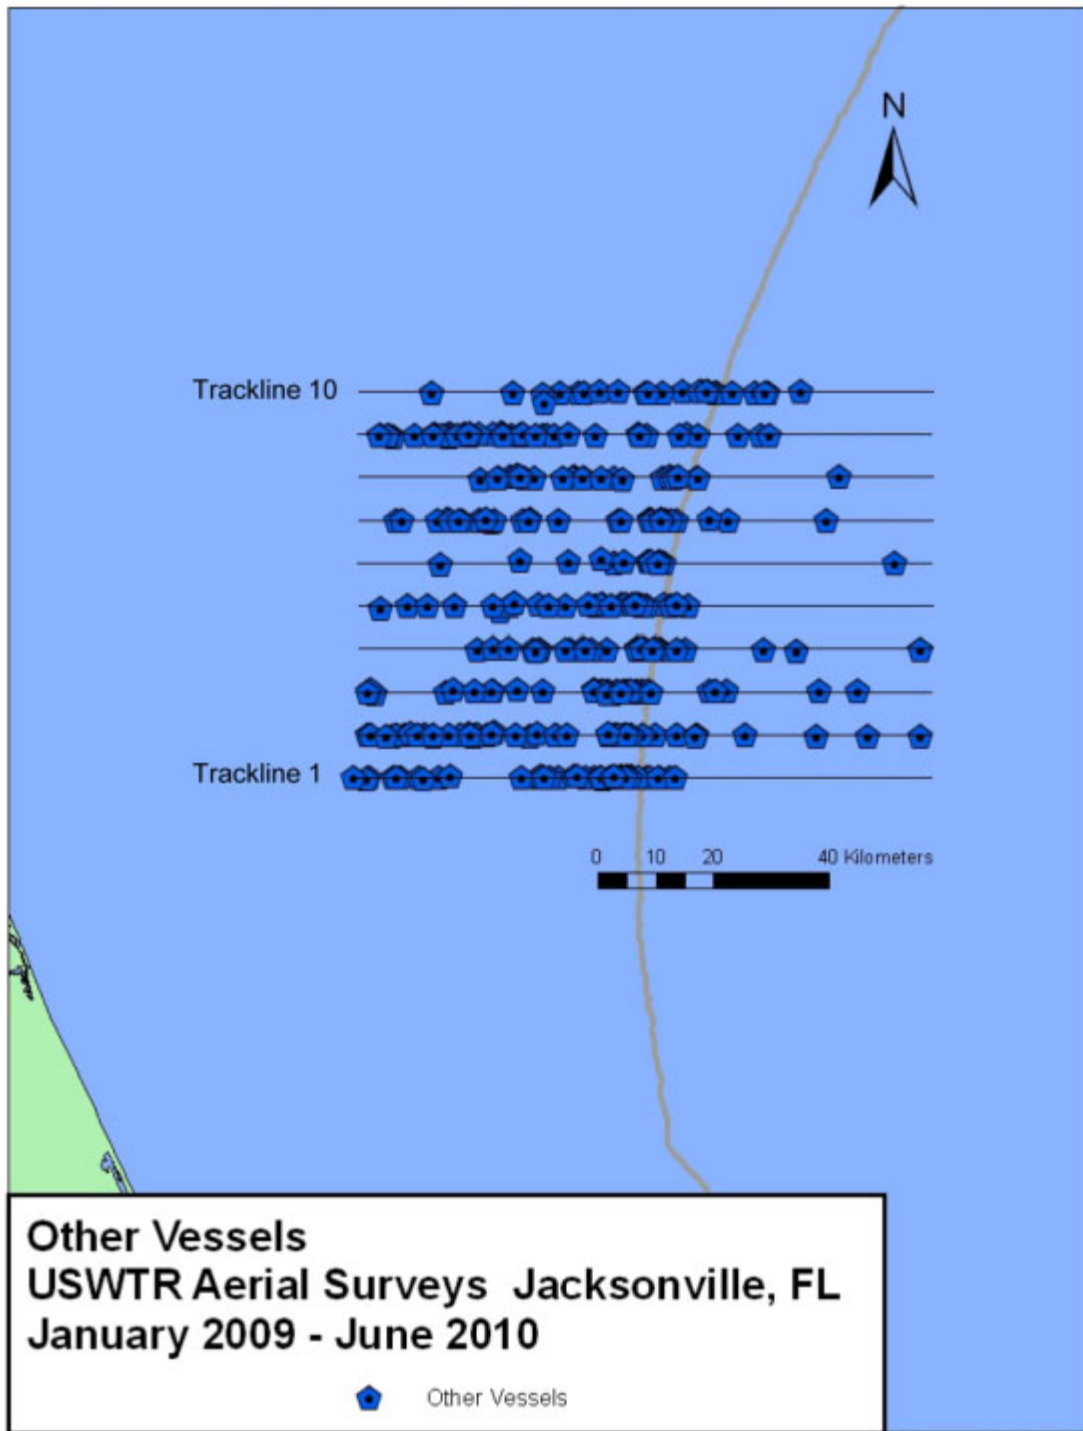 N
Trackline 10
Trackline 1
0 10 20 40 Kilometers
Other Vessels
USWTR Aerial Surveys Jacksonville, FL
January 2009 - June 2010
Other Vessels